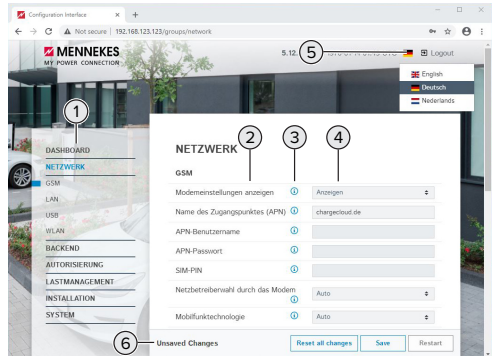 Configuration Interface
Not secure | 192.168.123.123/groups/network
MENNEKES
MY POWER CONNECTION
5.12.
5
Logout
English
Deutsch
Nederlands
1
2
3
4
DASHBOARD
NETZWERK
GSM
LAN
USB
WLAN
BACKEND
AUTORISIERUNG
LASTMANAGEMENT
INSTALLATION
SYSTEM
NETZWERK
GSM
Modemeinstellungen anzeigen
Anzeigen
Name des Zugangspunktes (APN)
chargecloud.de
APN-Benutzername
APN-Passwort
SIM-PIN
Netzbetreiberwahl durch das Modem
Auto
Mobilfunktechnologie
Auto
6
Unsaved Changes
Reset all changes
Save
Restart